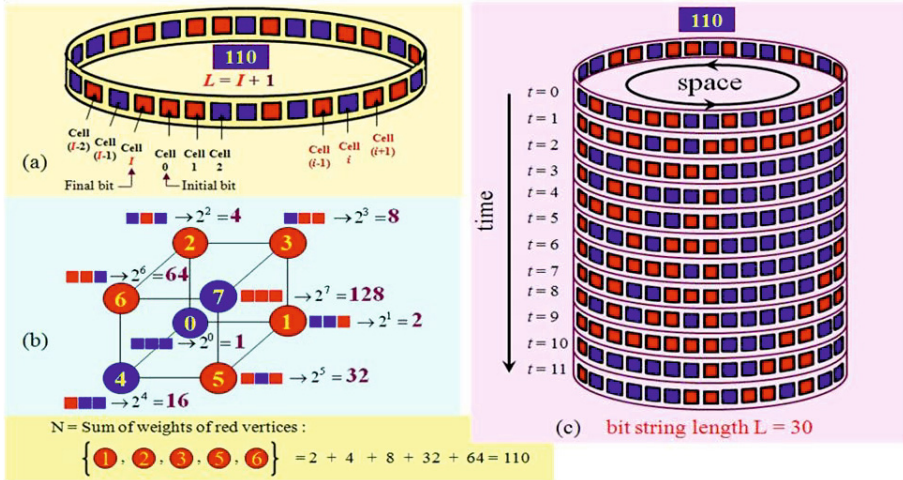 110
L = I + 1
Cell (I-2)
Cell (I-1)
Cell I
Cell 0
Cell 1
Cell 2
Cell (i-1)
Cell i
Cell (i+1)
(a)
Final bit
Initial bit
→ 2² = 4
→ 2³ = 8
2
3
→ 2⁶ = 64
6
7
→ 2⁷ = 128
0
1
→ 2¹ = 2
(b)
→ 2⁰ = 1
4
5
→ 2⁵ = 32
→ 2⁴ = 16
N = Sum of weights of red vertices :
{ 1 , 2 , 3 , 5 , 6 } = 2 + 4 + 8 + 32 + 64 = 110
110
space
time
t = 0
t = 1
t = 2
t = 3
t = 4
t = 5
t = 6
t = 7
t = 8
t = 9
t = 10
t = 11
(c) bit string length L = 30